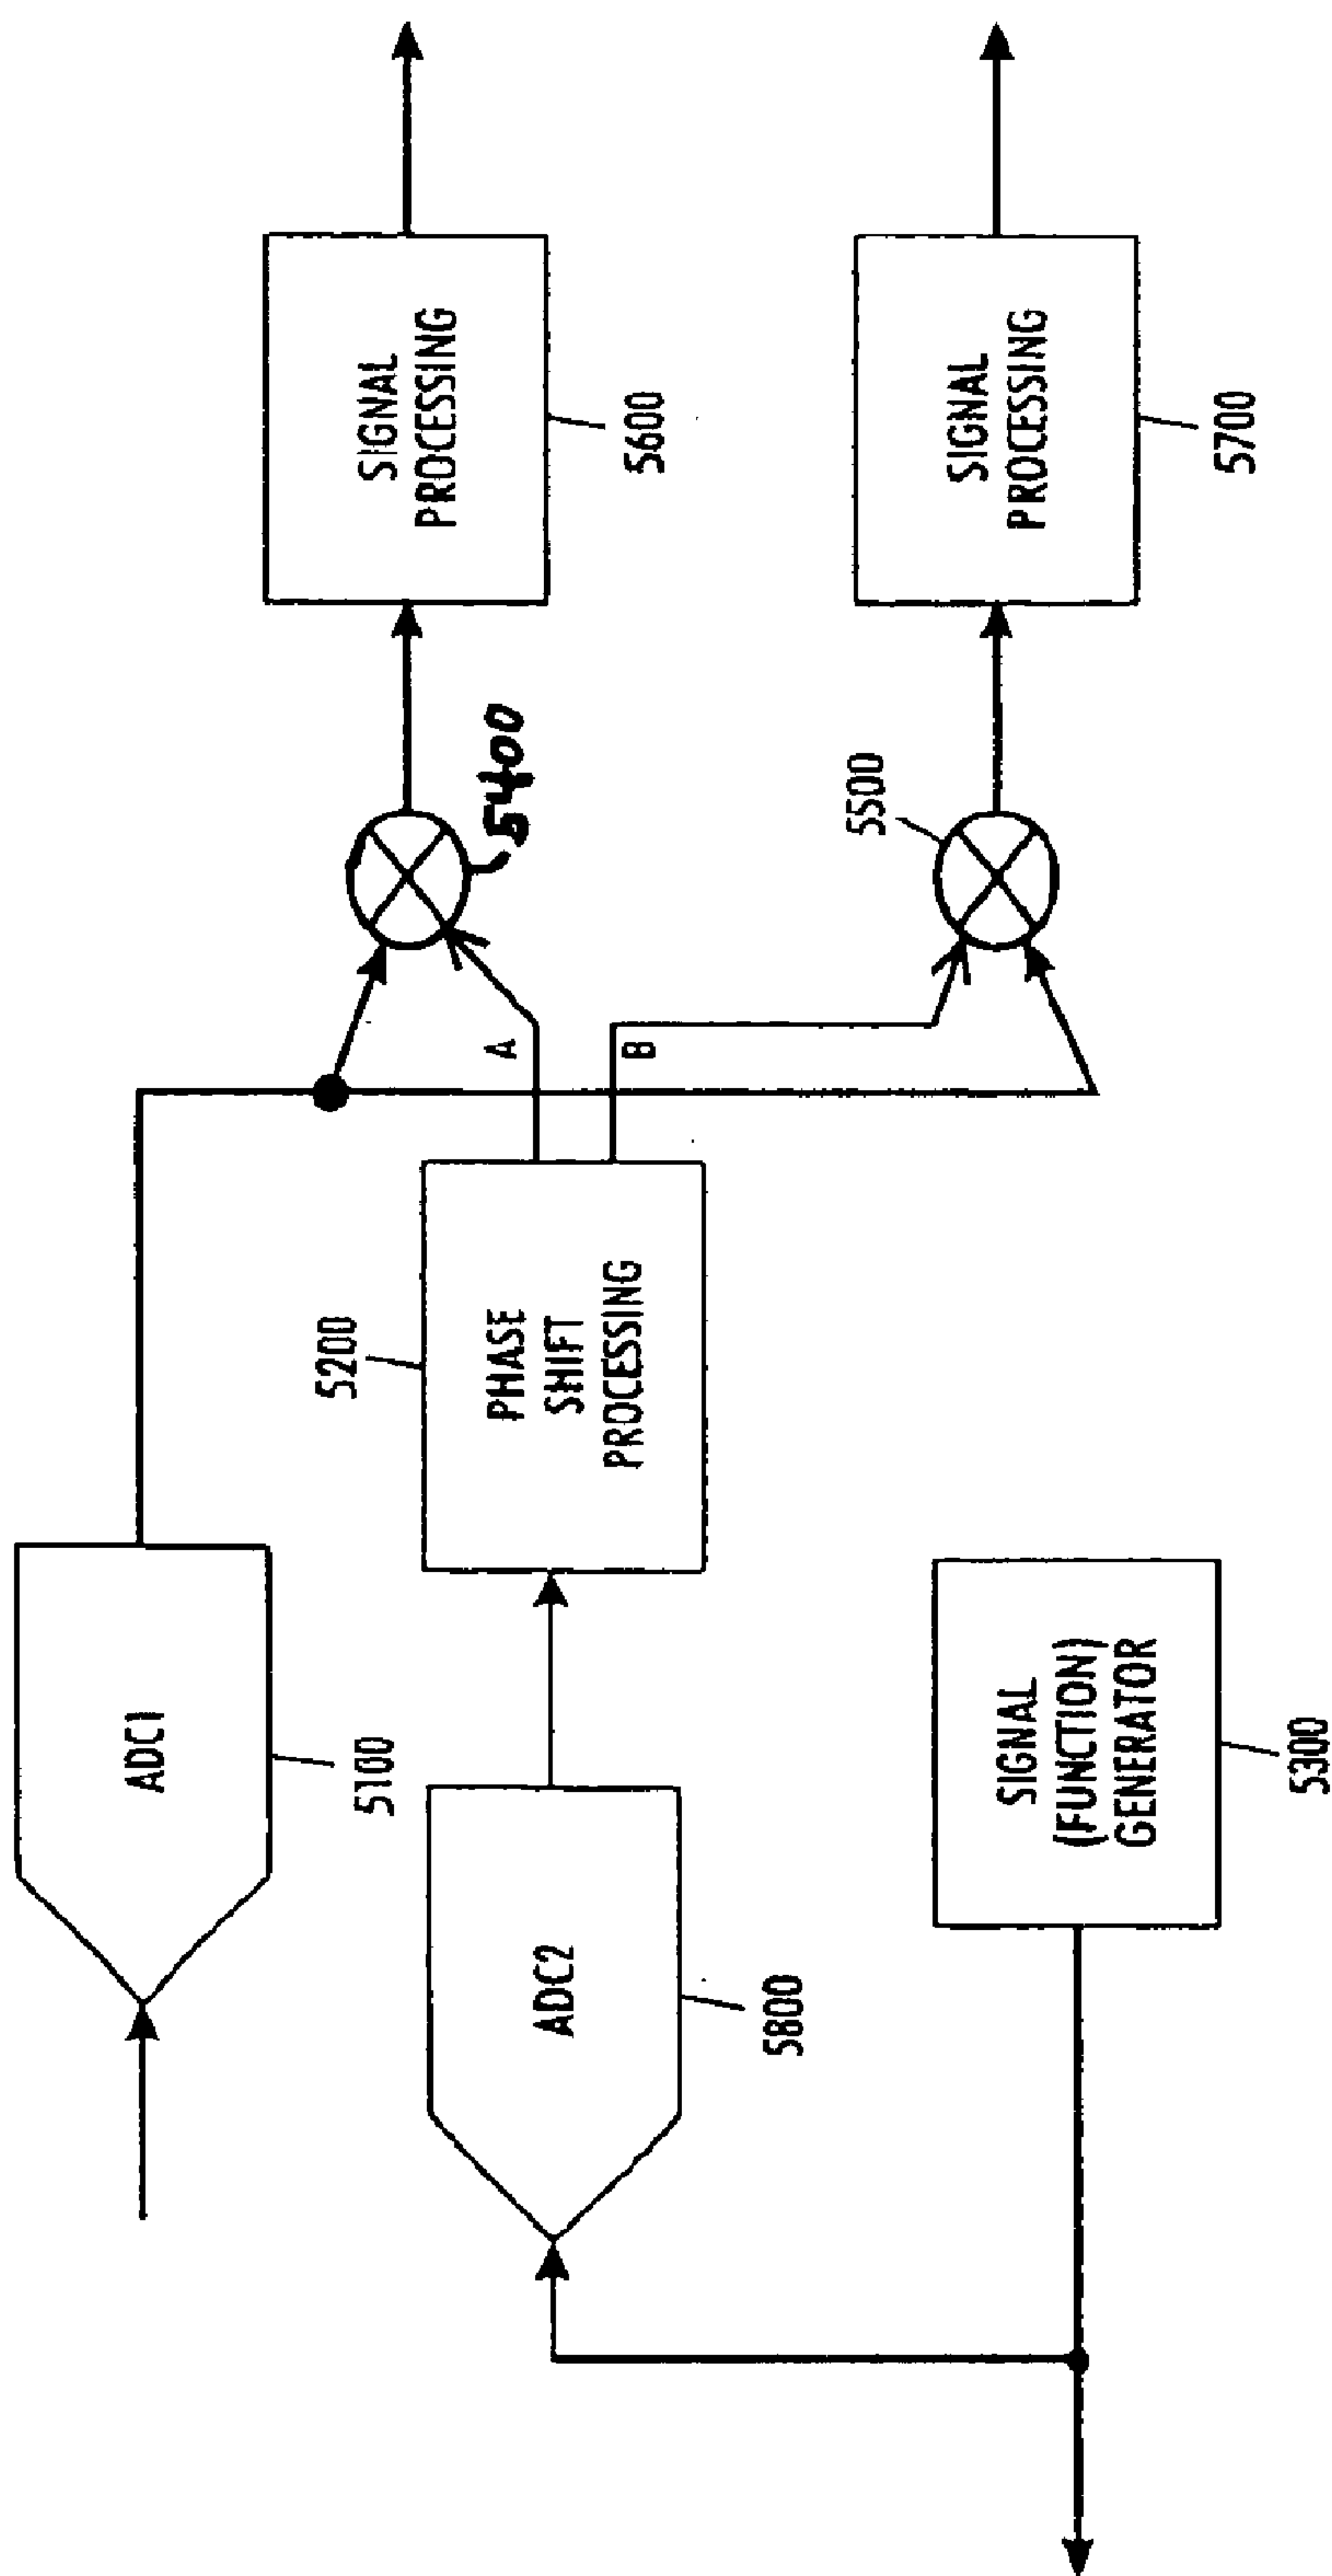 ADC1
5100
ADC2
5800
SIGNAL
(FUNCTION)
GENERATOR
5300
5200
PHASE
SHIFT
PROCESSING
A
B
5400
5500
SIGNAL
PROCESSING
5600
SIGNAL
PROCESSING
5700